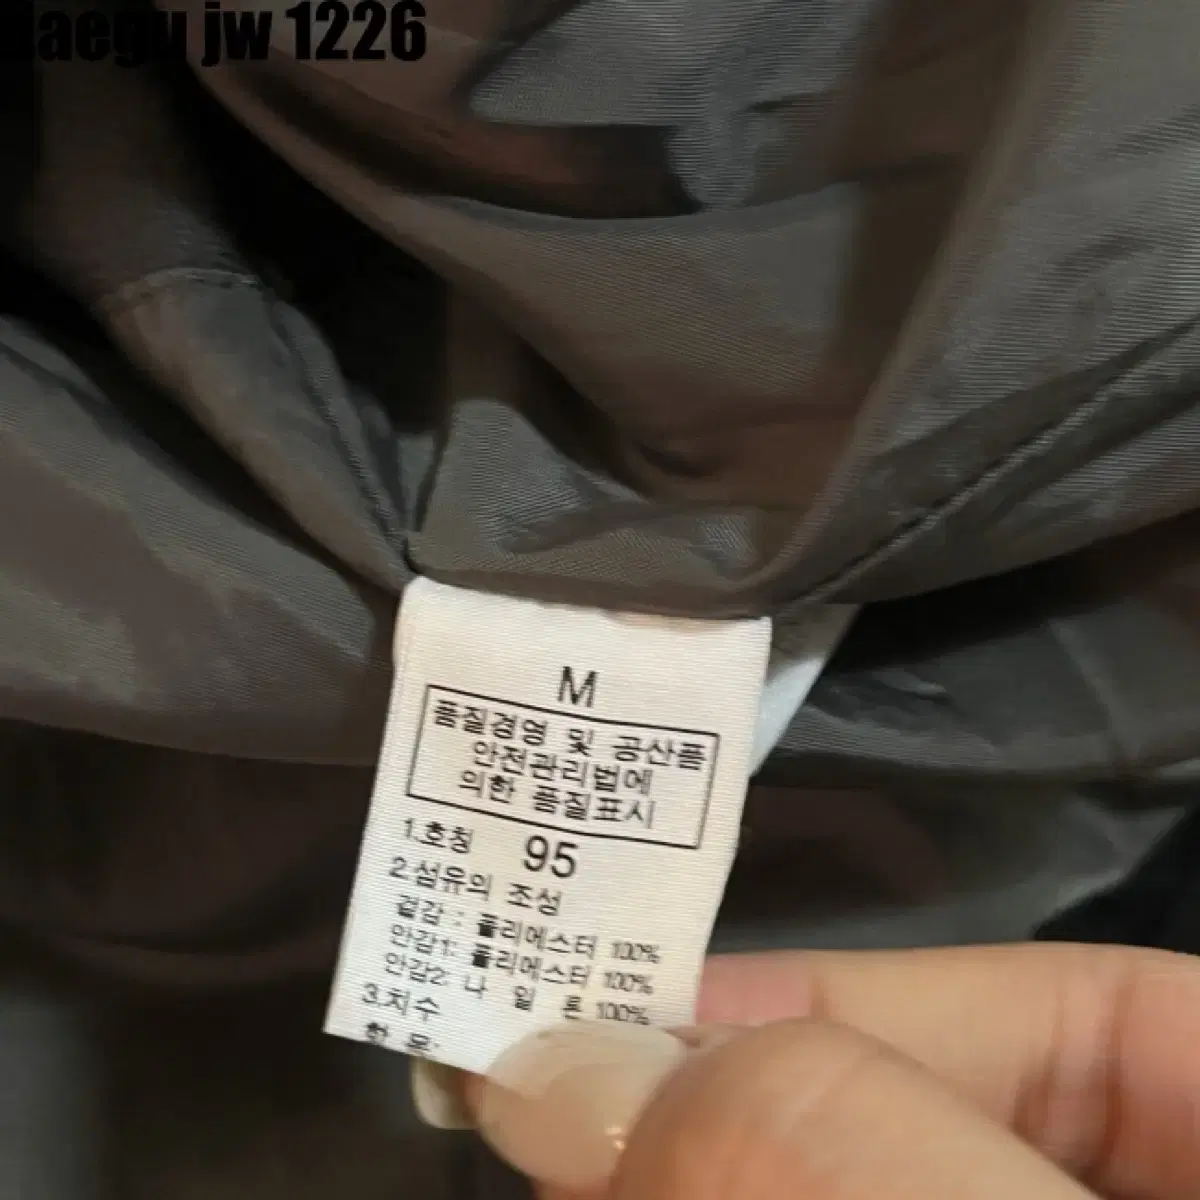 daegu jw 1226
M
품질경영 및 공산품
안전관리법에
의한 품질표시
1.호칭 95
2.섬유의 조성
겉감 : 폴리에스터 100%
안감1: 폴리에스터 100%
안감2: 나 일 론 100%
3.치수
항 목: